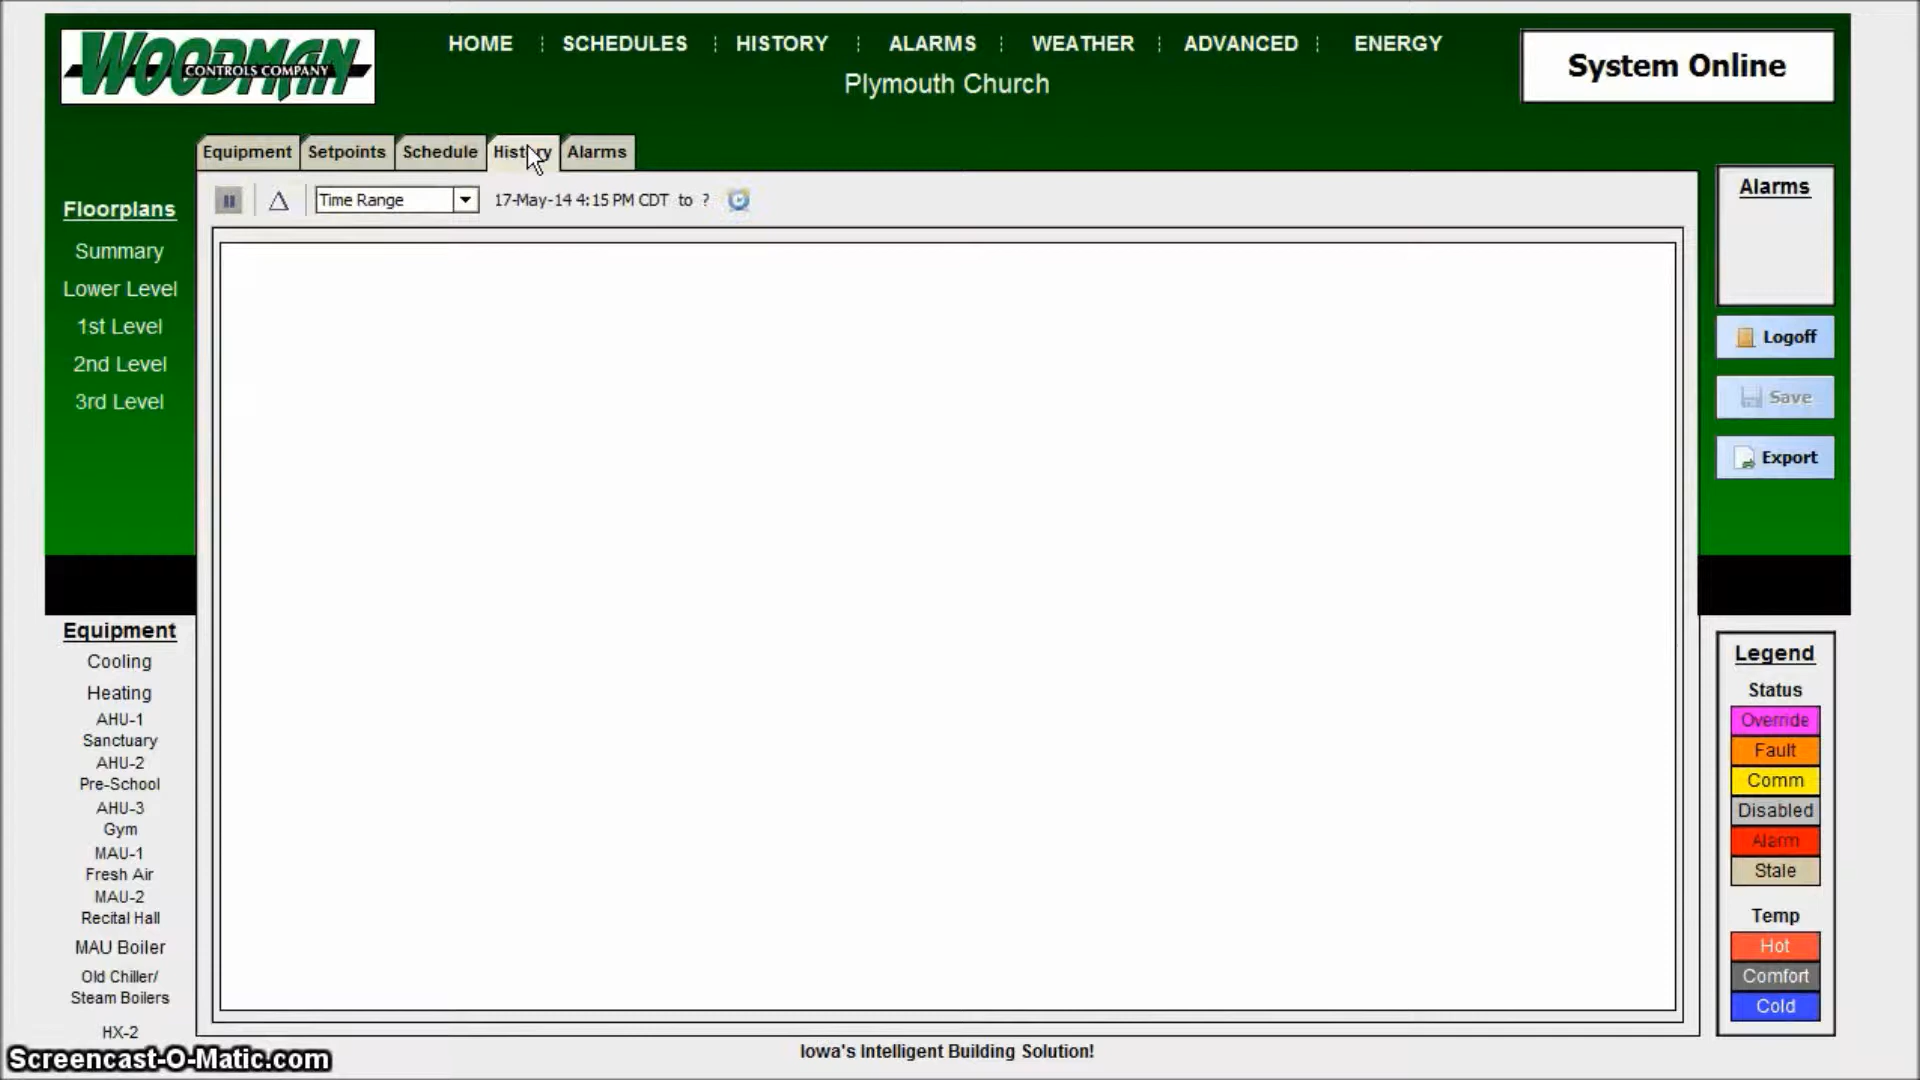 WOODMAN
CONTROLS COMPANY
HOME
SCHEDULES
HISTORY
ALARMS
WEATHER
ADVANCED
ENERGY
Plymouth Church
System Online
Equipment
Setpoints
Schedule
History
Alarms
Time Range
17-May-14 4:15 PM CDT to ?
Floorplans
Summary
Lower Level
1st Level
2nd Level
3rd Level
Equipment
Cooling
Heating
AHU-1
Sanctuary
AHU-2
Pre-School
AHU-3
Gym
MAU-1
Fresh Air
MAU-2
Recital Hall
MAU Boiler
Old Chiller/
Steam Boilers
HX-2
Alarms
Logoff
Save
Export
Legend
Status
Override
Fault
Comm
Disabled
Alarm
Stale
Temp
Hot
Comfort
Cold
Iowa's Intelligent Building Solution!
Screencast-O-Matic.com